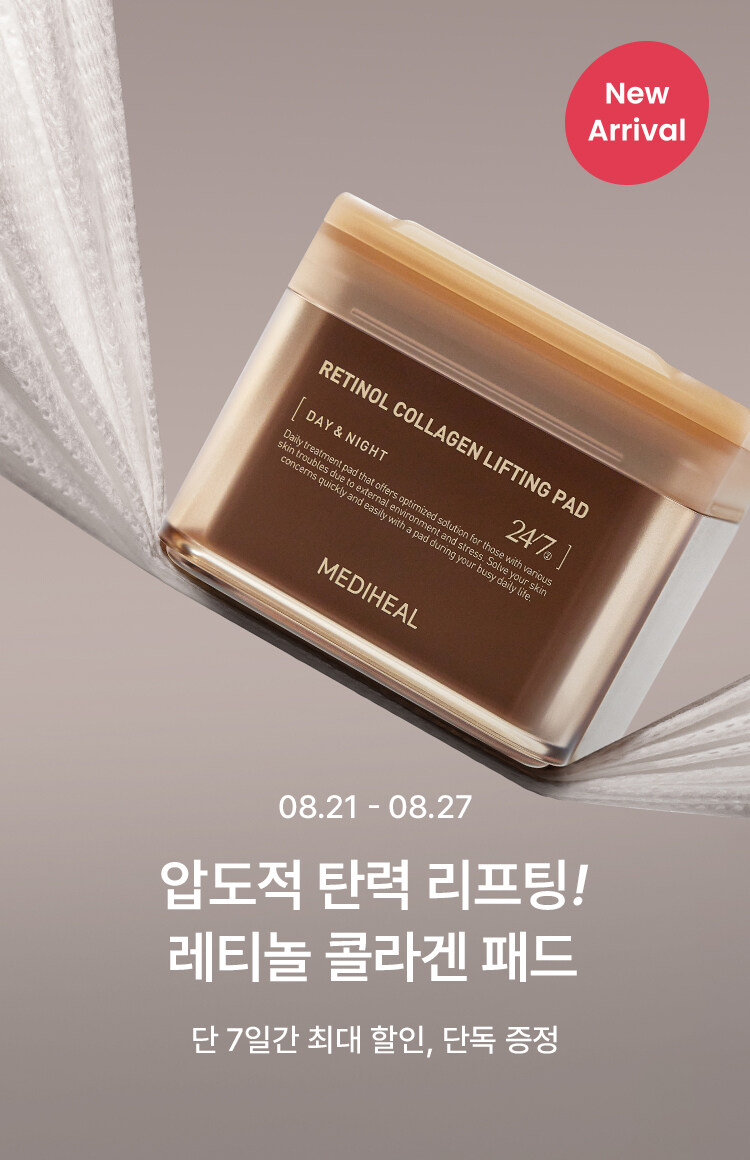 New
Arrival
RETINOL COLLAGEN LIFTING PAD
[ DAY & NIGHT
Daily treatment pad that offers optimized solution for those with various
skin troubles due to external environment and stress. Solve your skin
concerns quickly and easily with a pad during your busy daily life.
24/7 ]
MEDIHEAL
08.21 - 08.27
압도적 탄력 리프팅!
레티놀 콜라겐 패드
단 7일간 최대 할인, 단독 증정